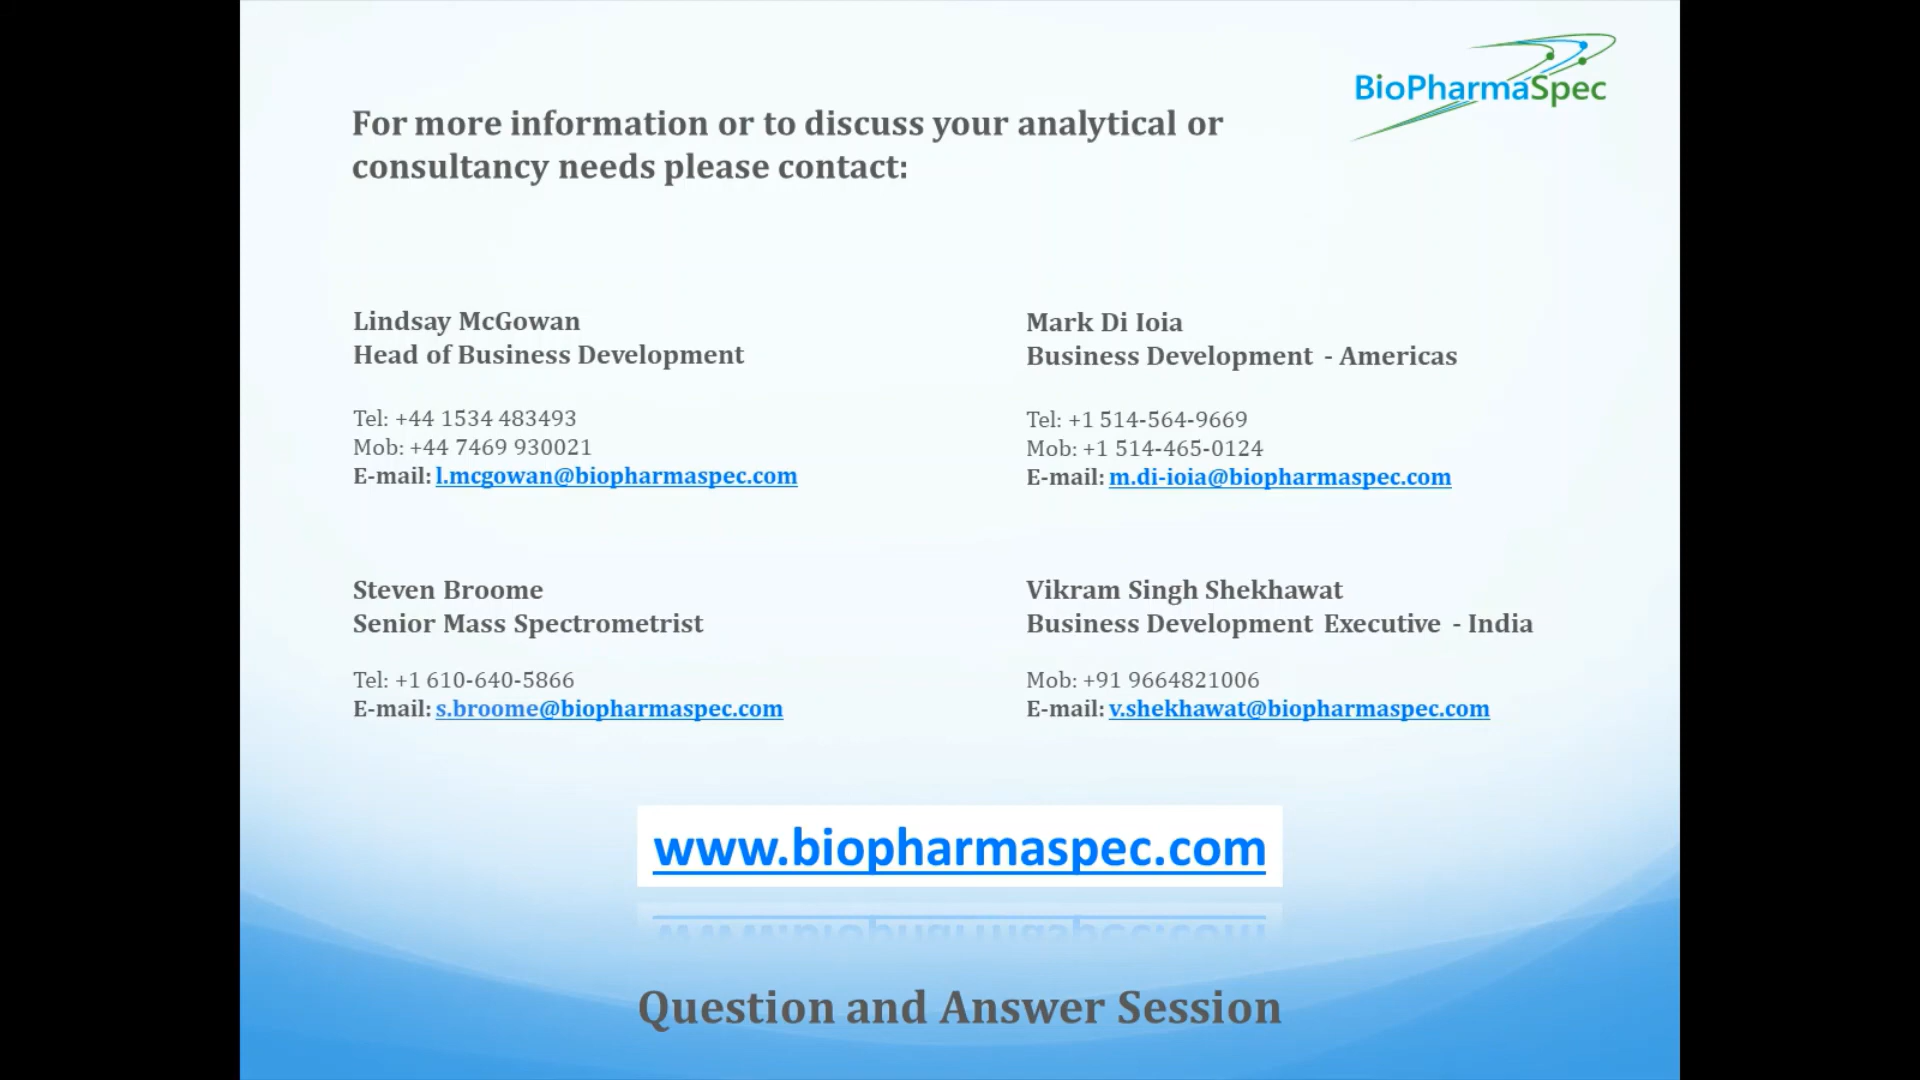 BioPharmaSpec
For more information or to discuss your analytical or
consultancy needs please contact:
Lindsay McGowan
Head of Business Development
Tel: +44 1534 483493
Mob: +44 7469 930021
E-mail: l.mcgowan@biopharmaspec.com
Mark Di Ioia
Business Development - Americas
Tel: +1 514-564-9669
Mob: +1 514-465-0124
E-mail: m.di-ioia@biopharmaspec.com
Steven Broome
Senior Mass Spectrometrist
Tel: +1 610-640-5866
E-mail: s.broome@biopharmaspec.com
Vikram Singh Shekhawat
Business Development Executive - India
Mob: +91 9664821006
E-mail: v.shekhawat@biopharmaspec.com
www.biopharmaspec.com
Question and Answer Session